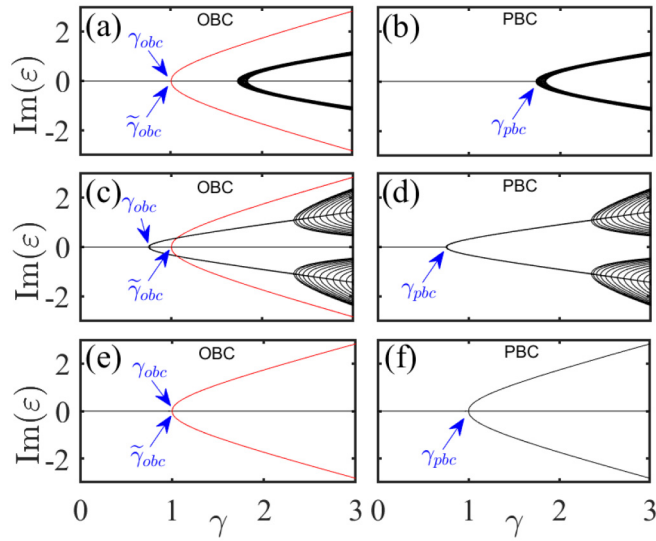 (a) OBC
γobc
γ̃obc
Im(ε)
2
0
-2
(b) PBC
γpbc
(c) OBC
γobc
γ̃obc
Im(ε)
2
0
-2
(d) PBC
γpbc
(e) OBC
γobc
γ̃obc
Im(ε)
2
0
-2
(f) PBC
γpbc
0 1 2 3
γ
0 1 2 3
γ